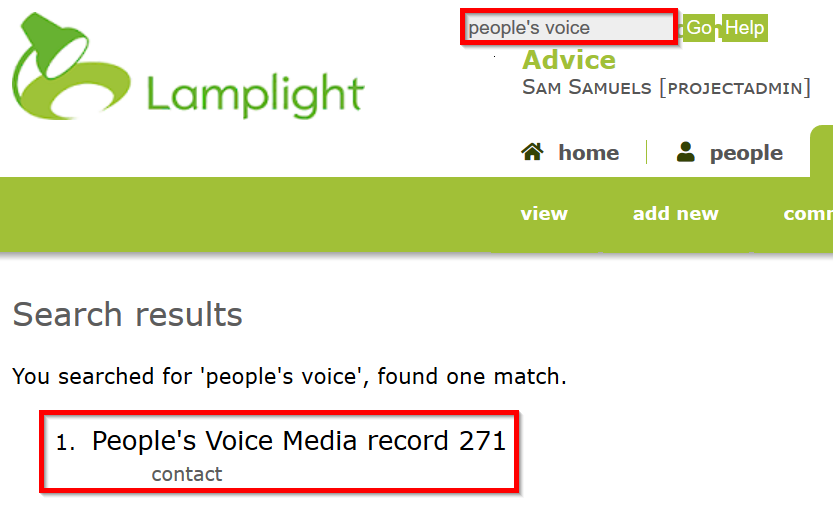 people's voice Go Help
Lamplight
Advice
SAM SAMUELS [PROJECTADMIN]
home people
view add new
Search results
You searched for 'people's voice', found one match.
1. People's Voice Media record 271
contact